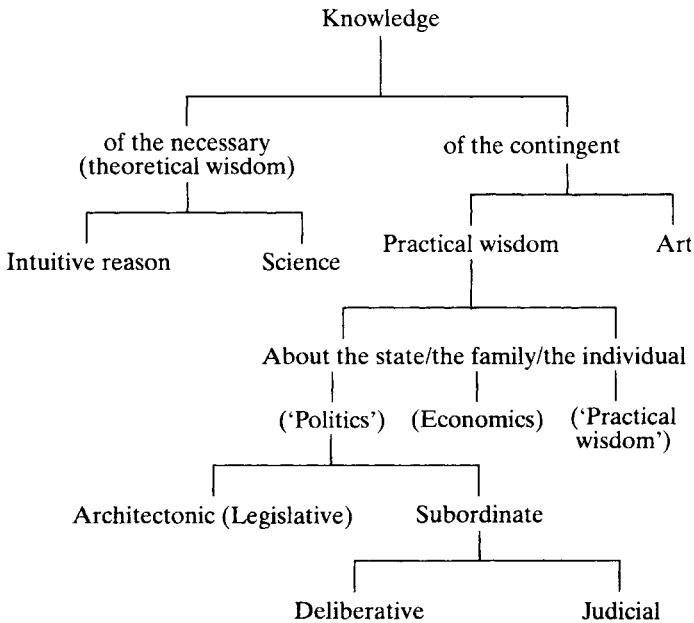 Knowledge
of the necessary
(theoretical wisdom)
of the contingent
Intuitive reason
Science
Practical wisdom
Art
About the state/the family/the individual
(‘Politics’)
(Economics)
(‘Practical
wisdom’)
Architectonic (Legislative)
Subordinate
Deliberative
Judicial